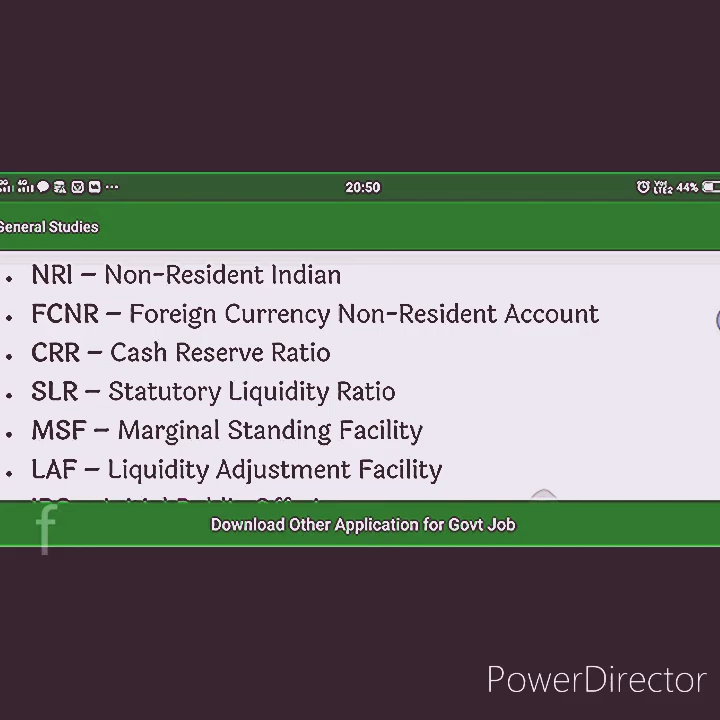 20:50
44%
General Studies
• NRI – Non-Resident Indian
• FCNR – Foreign Currency Non-Resident Account
• CRR – Cash Reserve Ratio
• SLR – Statutory Liquidity Ratio
• MSF – Marginal Standing Facility
• LAF – Liquidity Adjustment Facility
f
Download Other Application for Govt Job
PowerDirector